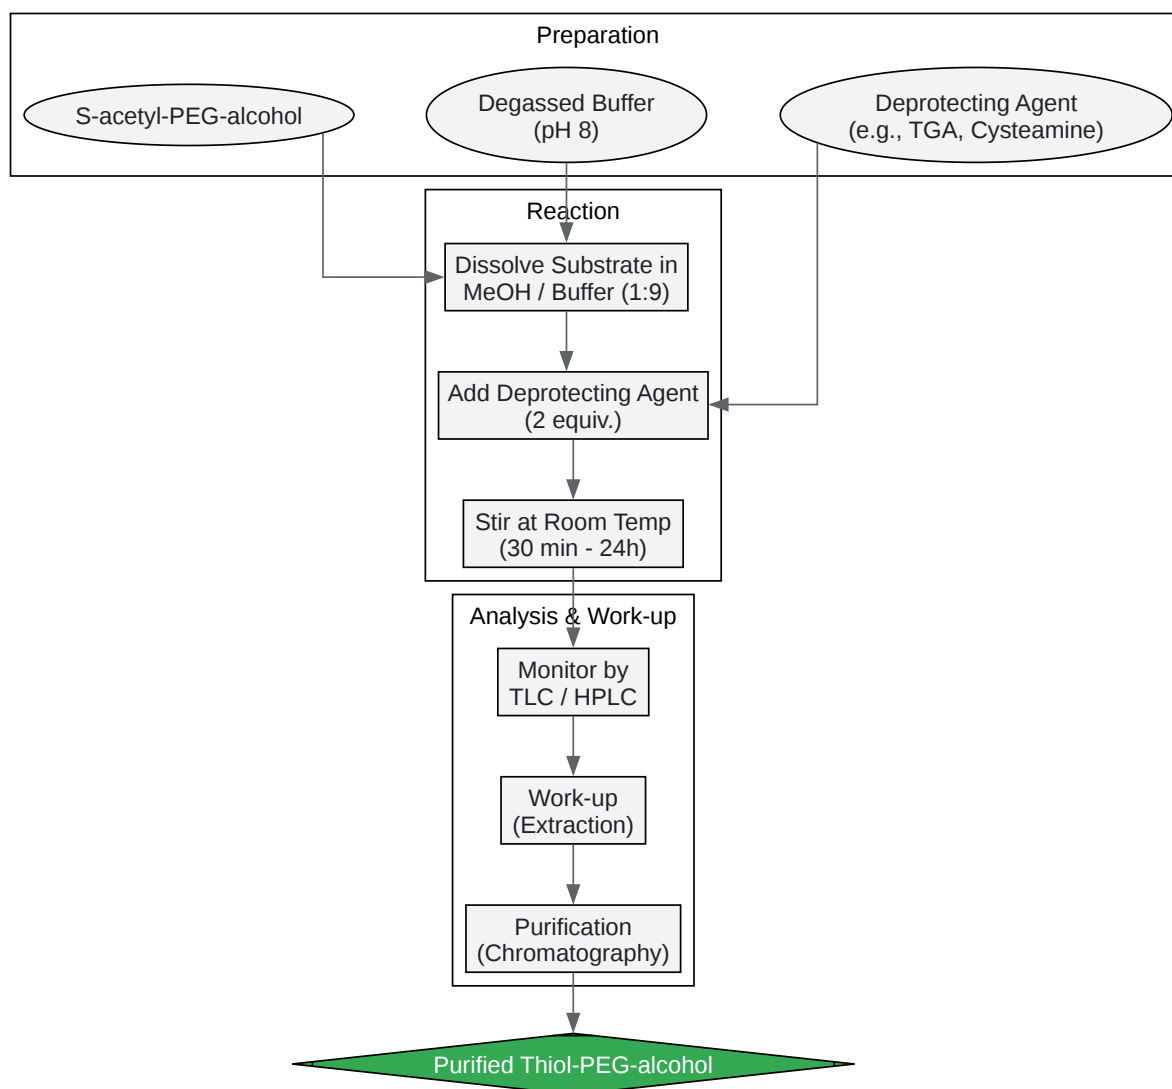 Preparation
S-acetyl-PEG-alcohol
Degassed Buffer
(pH 8)
Deprotecting Agent
(e.g., TGA, Cysteamine)
Reaction
Dissolve Substrate in
MeOH / Buffer (1:9)
Add Deprotecting Agent
(2 equiv.)
Stir at Room Temp
(30 min - 24h)
Analysis & Work-up
Monitor by
TLC / HPLC
Work-up
(Extraction)
Purification
(Chromatography)
Purified Thiol-PEG-alcohol